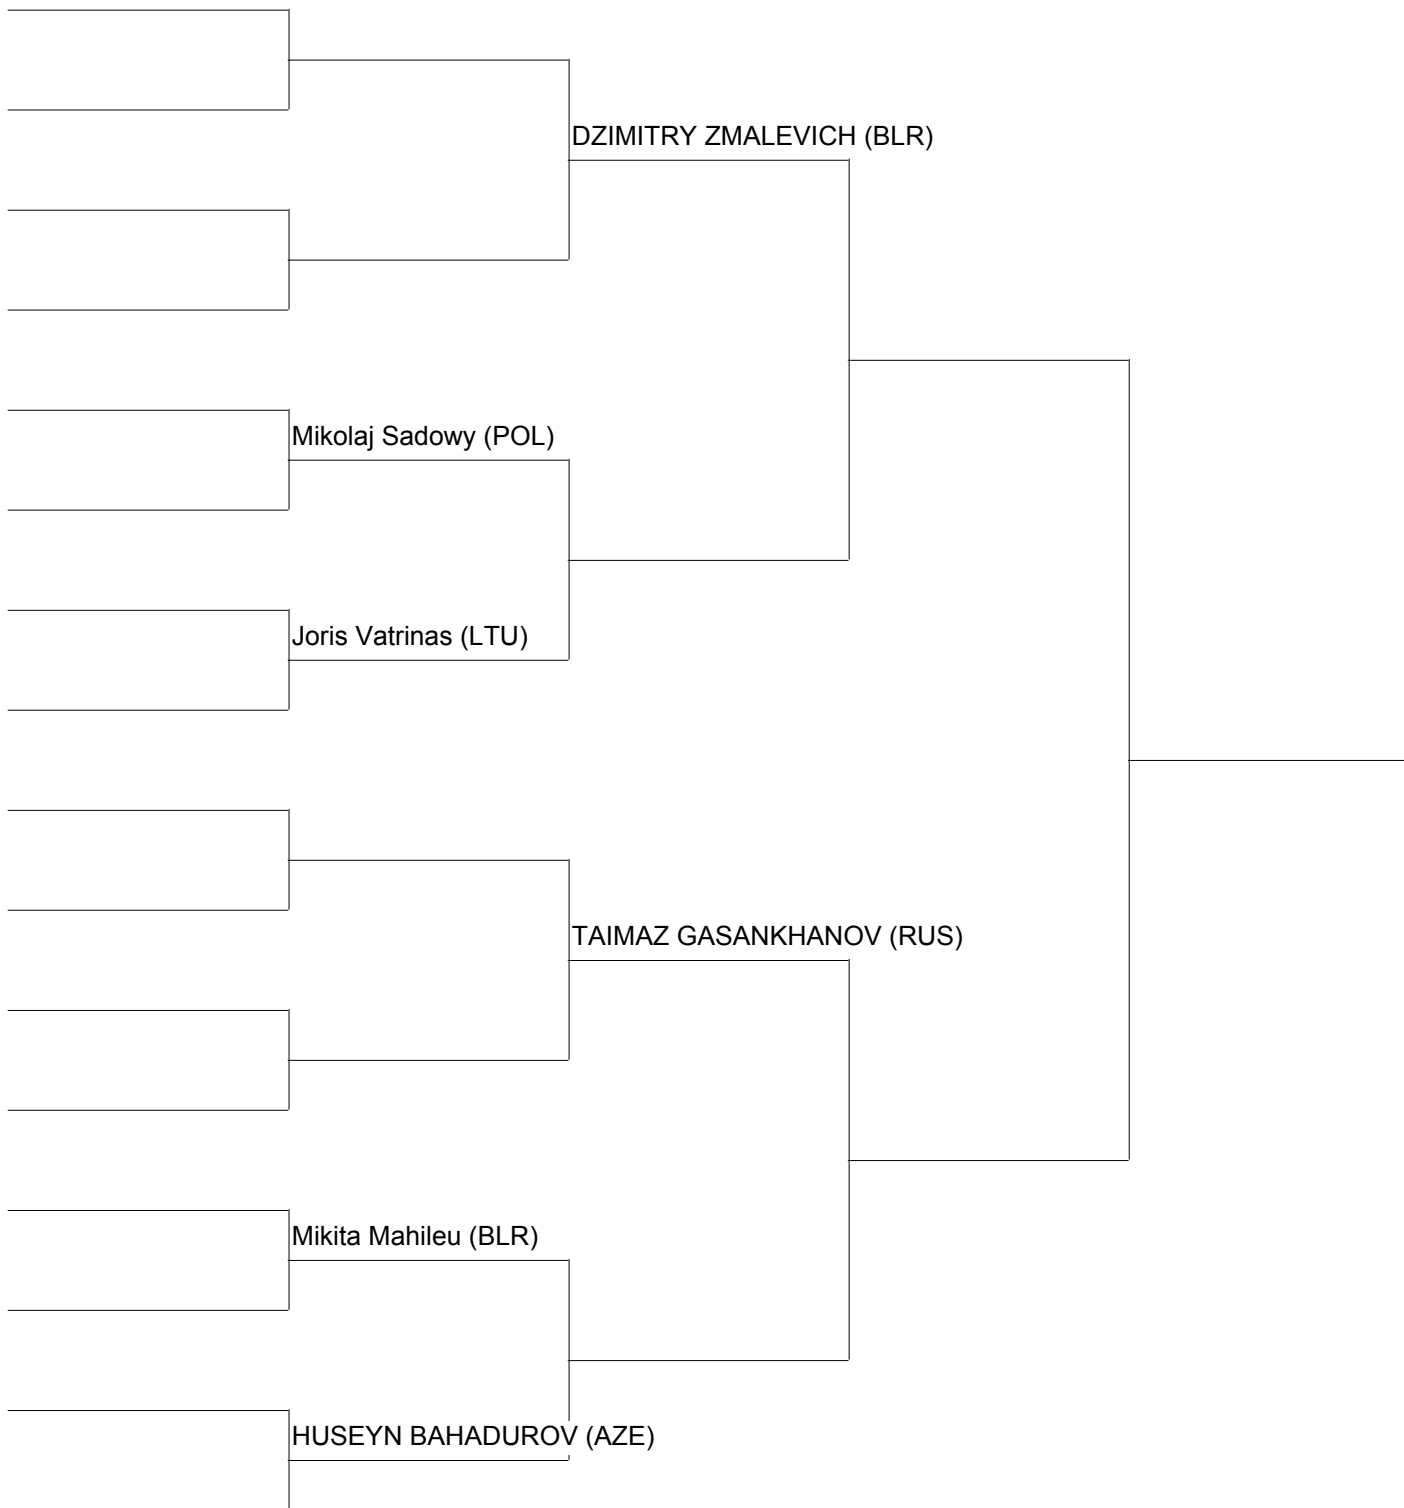 DZIMITRY ZMALEVICH (BLR)
Mikolaj Sadowy (POL)
Joris Vatrinas (LTU)
TAIMAZ GASANKHANOV (RUS)
Mikita Mahileu (BLR)
HUSEYN BAHADUROV (AZE)